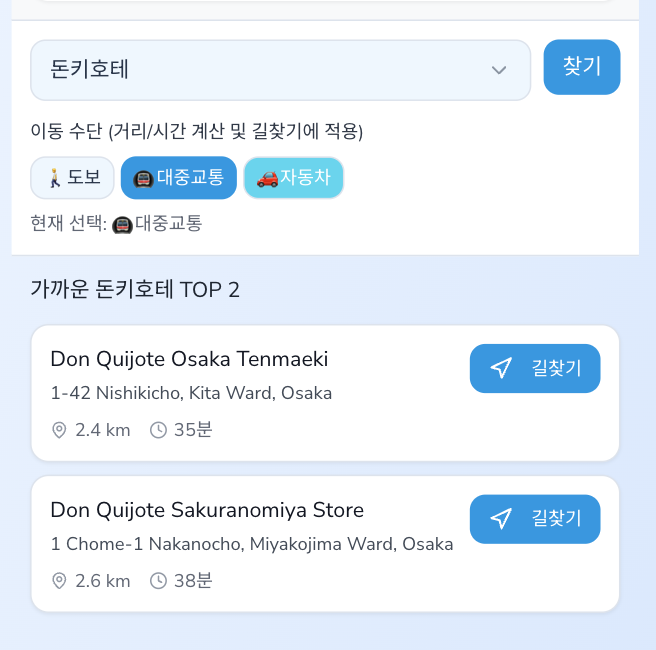 돈키호테
찾기
이동 수단 (거리/시간 계산 및 길찾기에 적용)
🚶도보 🚇대중교통 🚗자동차
현재 선택: 🚇대중교통
가까운 돈키호테 TOP 2
Don Quijote Osaka Tenmaeki
길찾기
1-42 Nishikicho, Kita Ward, Osaka
2.4 km 35분
Don Quijote Sakuranomiya Store
길찾기
1 Chome-1 Nakanocho, Miyakojima Ward, Osaka
2.6 km 38분